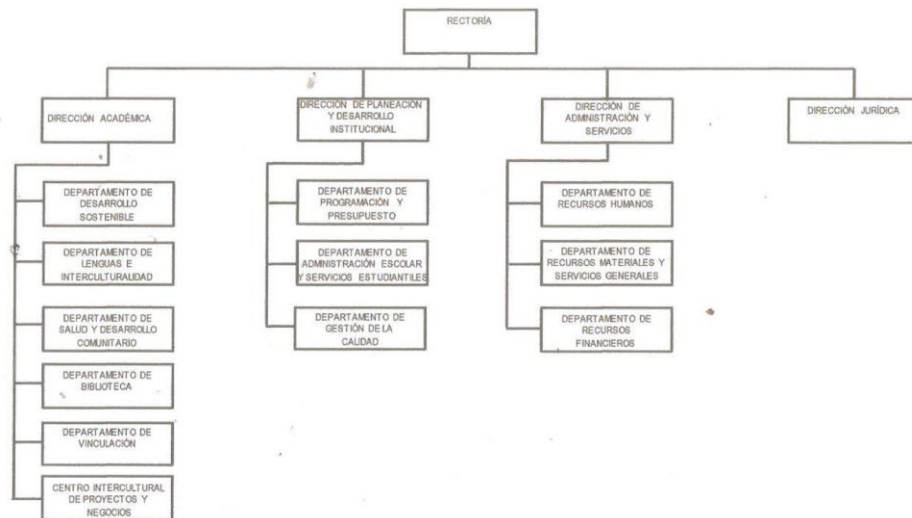 RECTORÍA
DIRECCIÓN ACADÉMICA
DIRECCIÓN DE PLANEACIÓN
Y DESARROLLO
INSTITUCIONAL
DIRECCIÓN DE
ADMINISTRACIÓN Y
SERVICIOS
DIRECCIÓN JURÍDICA
DEPARTAMENTO DE
DESARROLLO
SOSTENIBLE
DEPARTAMENTO DE
LENGUAS E
INTERCULTURALIDAD
DEPARTAMENTO DE
SALUD Y DESARROLLO
COMUNITARIO
DEPARTAMENTO DE
BIBLIOTECA
DEPARTAMENTO DE
VINCULACIÓN
CENTRO INTERCULTURAL
DE PROYECTOS Y
NEGOCIOS
DEPARTAMENTO DE
PROGRAMACIÓN Y
PRESUPUESTO
DEPARTAMENTO DE
ADMINISTRACIÓN ESCOLAR
Y SERVICIOS ESTUDIANTILES
DEPARTAMENTO DE
GESTIÓN DE LA
CALIDAD
DEPARTAMENTO DE
RECURSOS HUMANOS
DEPARTAMENTO DE
RECURSOS MATERIALES Y
SERVICIOS GENERALES
DEPARTAMENTO DE
RECURSOS
FINANCIEROS